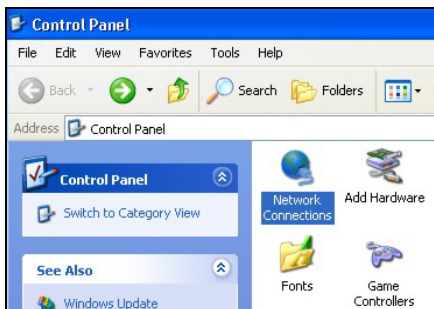 Control Panel
File Edit View Favorites Tools Help
Back Search Folders
Address Control Panel
Control Panel
Switch to Category View
See Also
Windows Update
Network
Connections
Add Hardware
Fonts
Game
Controllers